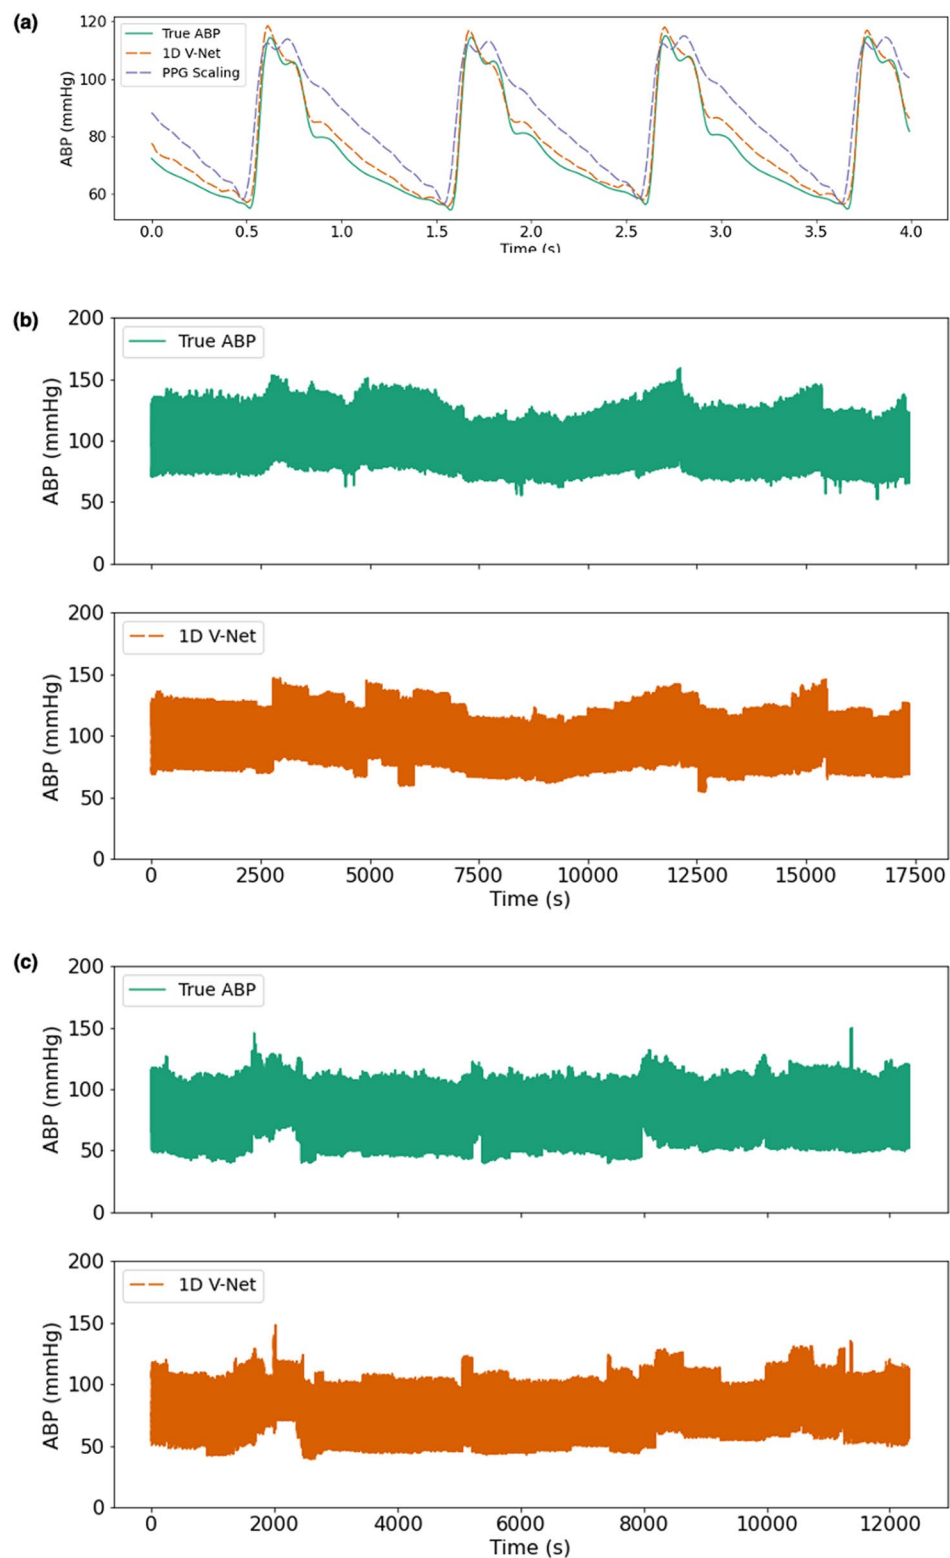 (a)
120
100
80
60
ABP (mmHg)
True ABP
1D V-Net
PPG Scaling
0.0 0.5 1.0 1.5 2.0 2.5 3.0 3.5 4.0
Time (s)
(b)
200
150
100
50
0
ABP (mmHg)
True ABP
200
150
100
50
0
ABP (mmHg)
1D V-Net
0 2500 5000 7500 10000 12500 15000 17500
Time (s)
(c)
200
150
100
50
0
ABP (mmHg)
True ABP
200
150
100
50
0
ABP (mmHg)
1D V-Net
0 2000 4000 6000 8000 10000 12000
Time (s)